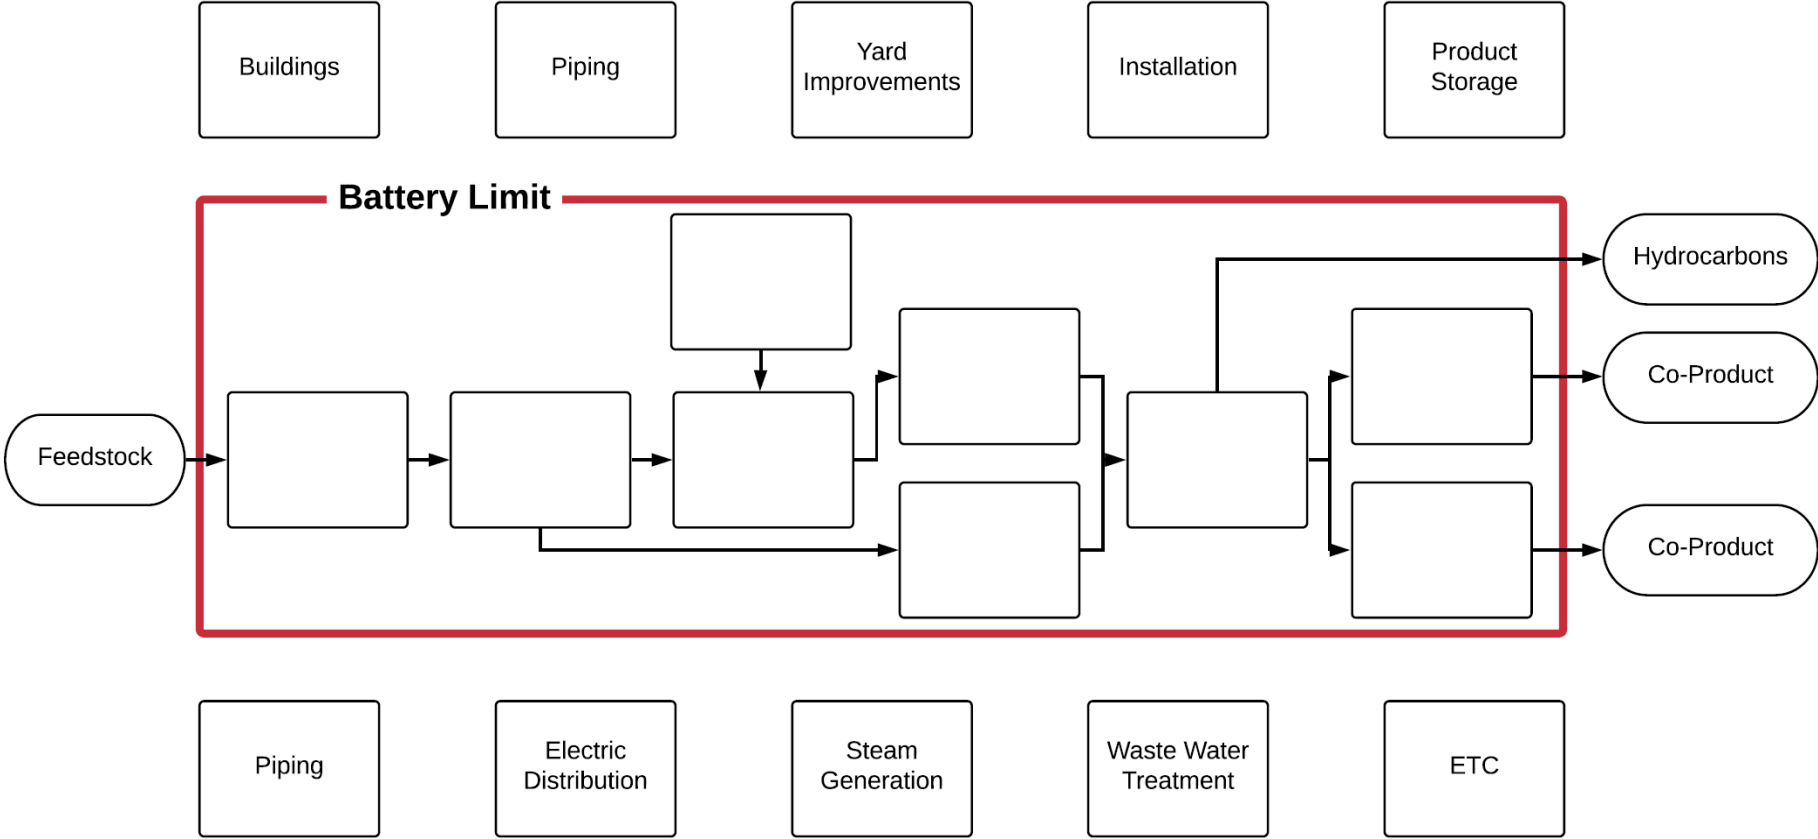 Buildings
Piping
Yard
Improvements
Installation
Product
Storage
Battery Limit
Hydrocarbons
Co-Product
Feedstock
Co-Product
Piping
Electric
Distribution
Steam
Generation
Waste Water
Treatment
ETC